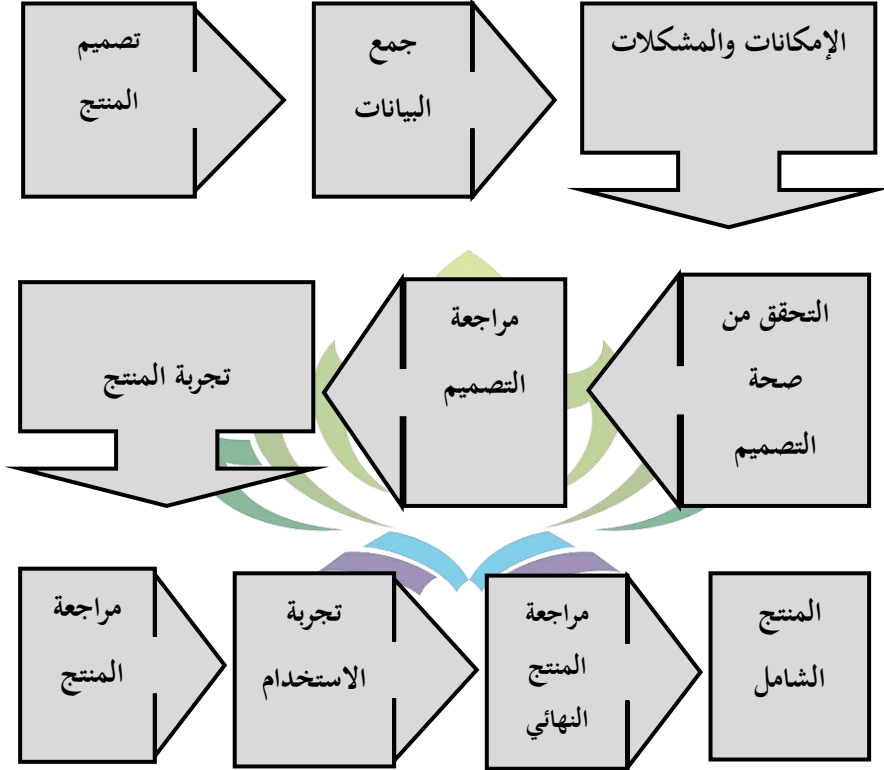 تصميم
المنتج
جمع
البيانات
الإمكانات والمشكلات
التحقق من
صحة
التصميم
مراجعة
التصميم
تجربة المنتج
مراجعة
المنتج
تجربة
الاستخدام
مراجعة
المنتج
النهائي
المنتج
الشامل